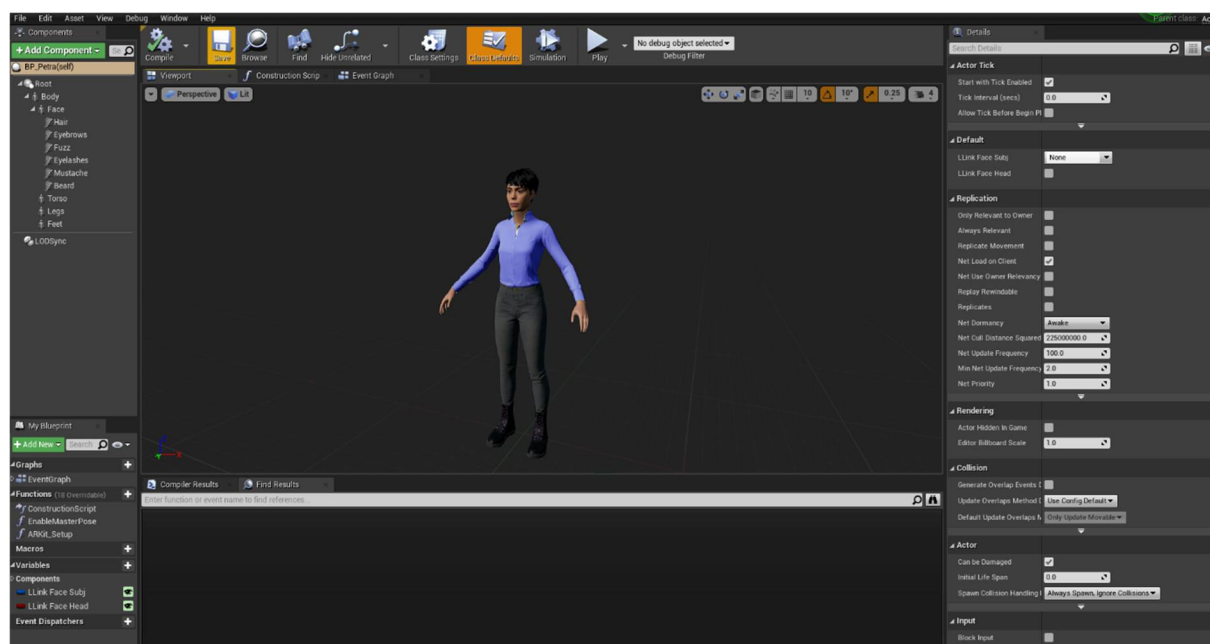 File Edit Asset View Debug Window Help
Parent class: Ac
Components
+ Add Component
Se
BP_Petra(self)
Root
Body
Face
Hair
Eyebrows
Fuzz
Eyelashes
Mustache
Beard
Torso
Legs
Feet
LODSync
My Blueprint
+ Add New
Search
Graphs
EventGraph
Functions (18 Overridable)
ConstructionScript
EnableMasterPose
ARKit_Setup
Macros
Variables
Components
LLink Face Subj
LLink Face Head
Event Dispatchers
Compile
Save
Browse
Find
Hide Unrelated
Class Settings
Class Defaults
Simulation
Play
No debug object selected
Debug Filter
Viewport
Construction Scrip
Event Graph
Perspective
Lit
10
10°
0.25
4
Z
X
Compiler Results
Find Results
Enter function or event name to find references...
Details
Search Details
Actor Tick
Start with Tick Enabled
Tick Interval (secs) 0.0
Allow Tick Before Begin Pl
Default
LLink Face Subj None
LLink Face Head
Replication
Only Relevant to Owner
Always Relevant
Replicate Movement
Net Load on Client
Net Use Owner Relevancy
Replay Rewindable
Replicates
Net Dormancy Awake
Net Cull Distance Squared 225000000.0
Net Update Frequency 100.0
Min Net Update Frequency 2.0
Net Priority 1.0
Rendering
Actor Hidden In Game
Editor Billboard Scale 1.0
Collision
Generate Overlap Events D
Update Overlaps Method D Use Config Default
Default Update Overlaps M Only Update Movable
Actor
Can be Damaged
Initial Life Span 0.0
Spawn Collision Handling Always Spawn, Ignore Collisions
Input
Block Input